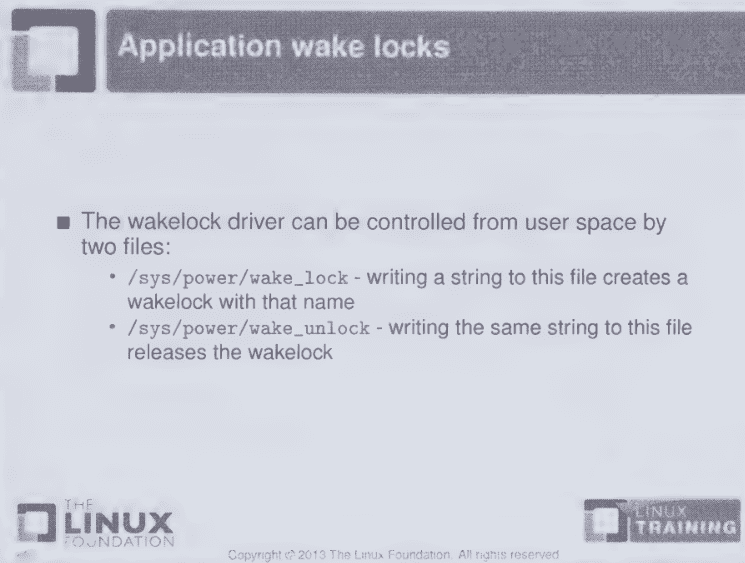 Application wake locks
■ The wakelock driver can be controlled from user space by
two files:
• /sys/power/wake_lock - writing a string to this file creates a
wakelock with that name
• /sys/power/wake_unlock - writing the same string to this file
releases the wakelock
THE
LINUX
FOUNDATION
LINUX
TRAINING
Copyright © 2013 The Linux Foundation. All rights reserved